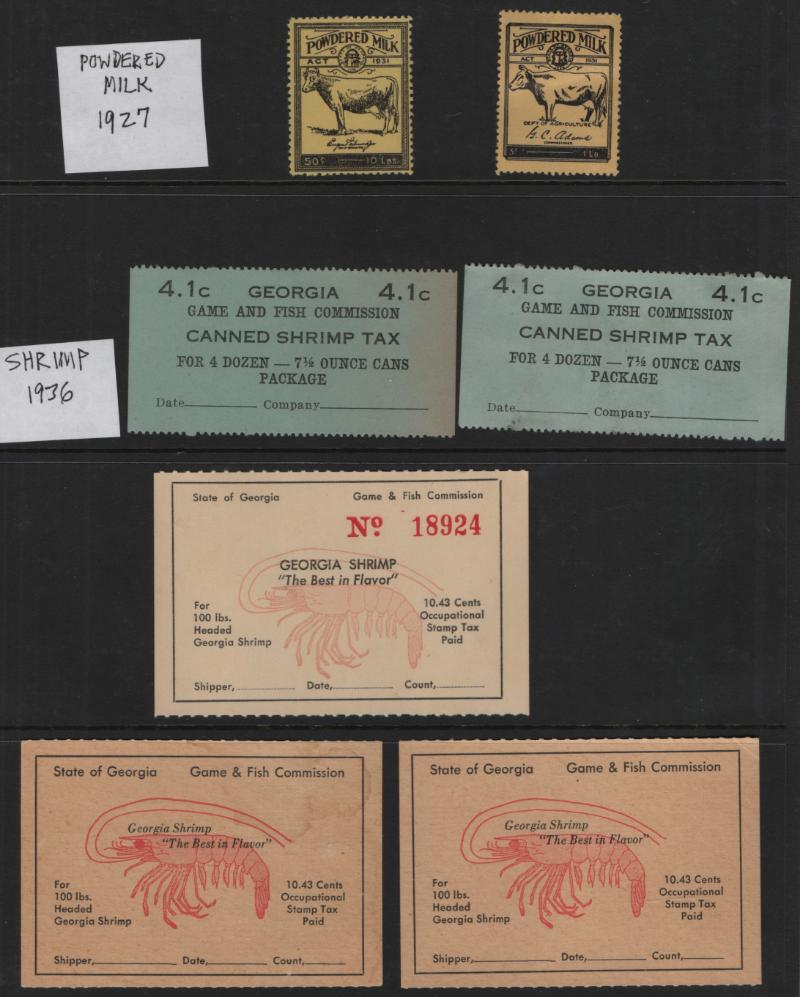 POWDERED
MILK
1927
POWDERED MILK
ACT 1931
50¢ 10 LBS.
POWDERED MILK
ACT 1931
DEPT OF AGRICULTURE
G. C. Adams
COMMISSIONER
5¢ 1 LB.
SHRIMP
1936
4.1c GEORGIA 4.1c
GAME AND FISH COMMISSION
CANNED SHRIMP TAX
FOR 4 DOZEN — 7½ OUNCE CANS
PACKAGE
Date Company
4.1c GEORGIA 4.1c
GAME AND FISH COMMISSION
CANNED SHRIMP TAX
FOR 4 DOZEN — 7½ OUNCE CANS
PACKAGE
Date Company
State of Georgia Game & Fish Commission
Nº 18924
GEORGIA SHRIMP
"The Best in Flavor"
For
100 lbs.
Headed
Georgia Shrimp
10.43 Cents
Occupational
Stamp Tax
Paid
Shipper, Date, Count,
State of Georgia Game & Fish Commission
Georgia Shrimp
"The Best in Flavor"
For
100 lbs.
Headed
Georgia Shrimp
10.43 Cents
Occupational
Stamp Tax
Paid
Shipper, Date, Count,
State of Georgia Game & Fish Commission
Georgia Shrimp
"The Best in Flavor"
For
100 lbs.
Headed
Georgia Shrimp
10.43 Cents
Occupational
Stamp Tax
Paid
Shipper, Date, Count,